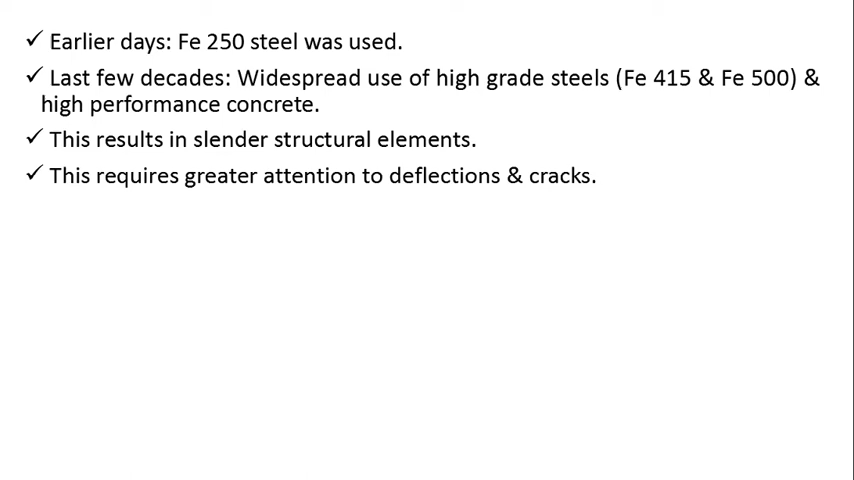 ✓ Earlier days: Fe 250 steel was used.
✓ Last few decades: Widespread use of high grade steels (Fe 415 & Fe 500) &
high performance concrete.
✓ This results in slender structural elements.
✓ This requires greater attention to deflections & cracks.